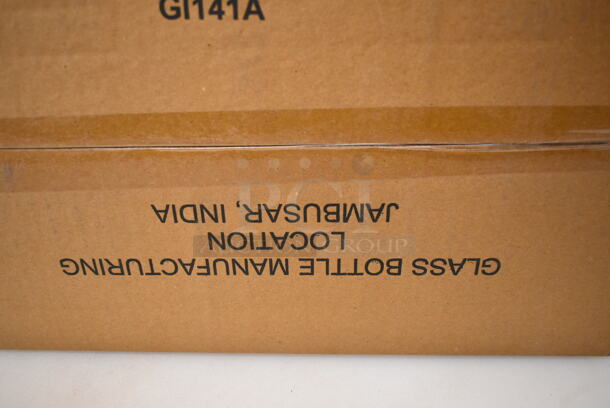 GI141A
GLASS BOTTLE MANUFACTURING
LOCATION
JAMBUSAR, INDIA